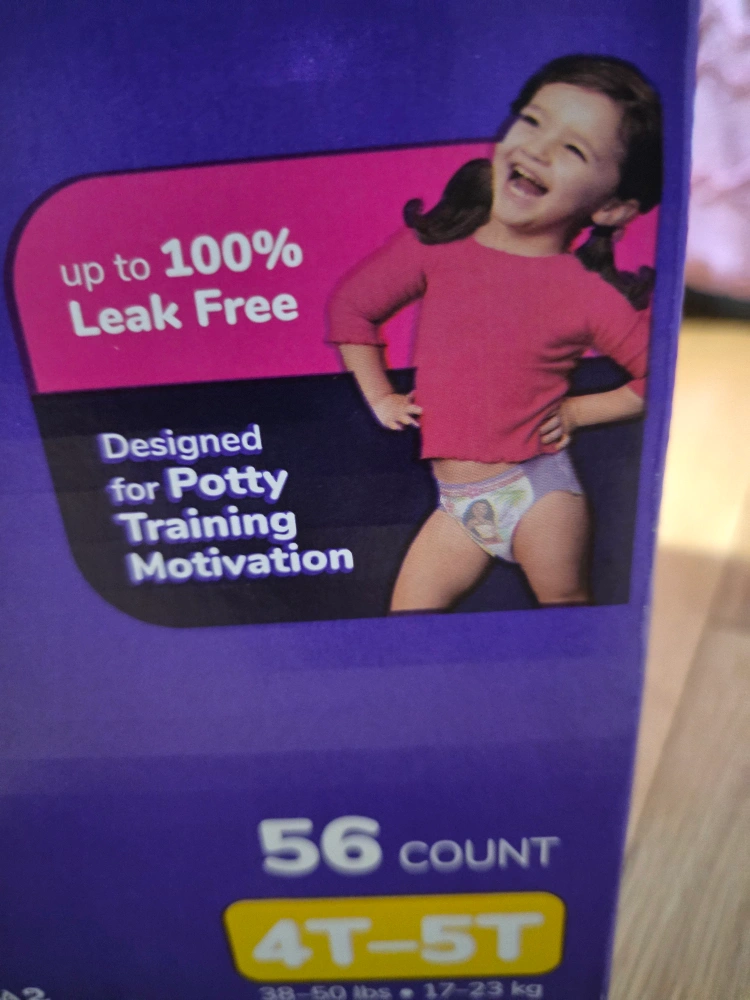 up to 100%
Leak Free
Designed
for Potty
Training
Motivation
56 COUNT
4T–5T
38–50 lbs • 17–23 kg